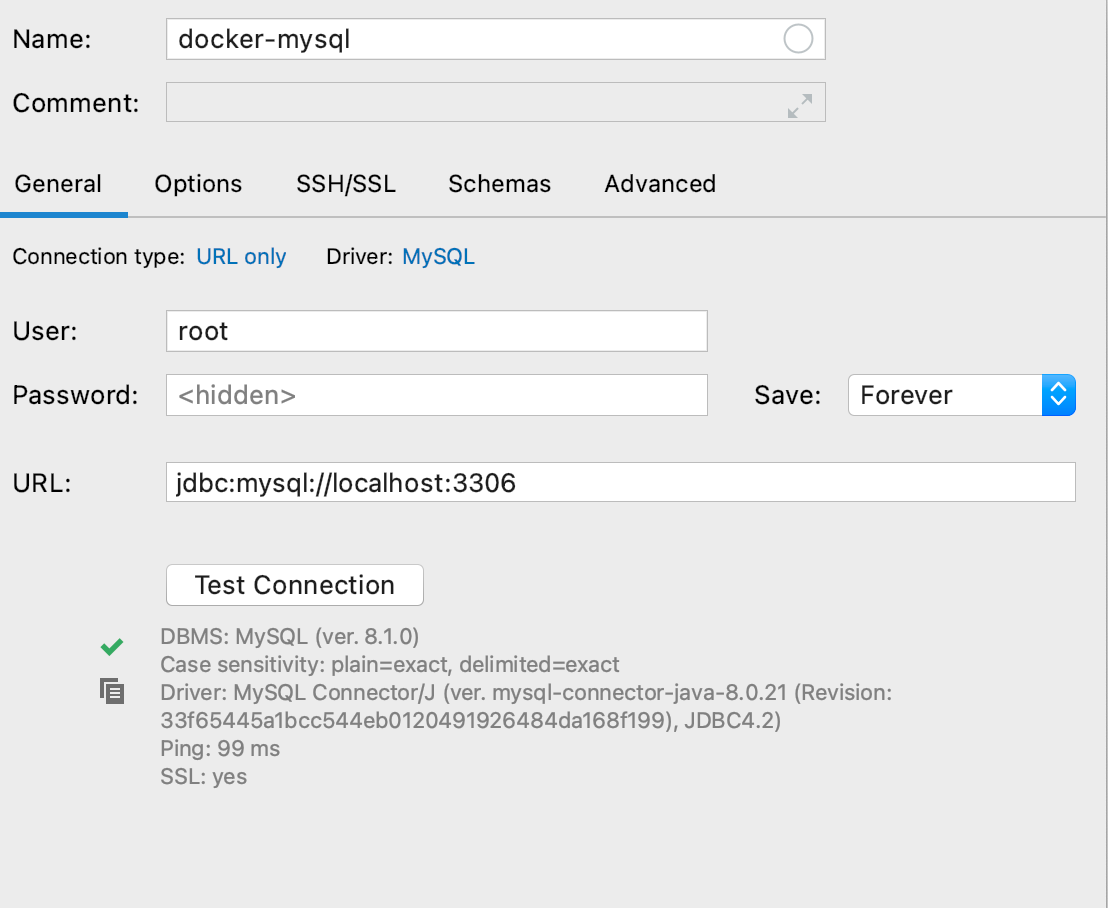 Name: docker-mysql
Comment:
General Options SSH/SSL Schemas Advanced
Connection type: URL only Driver: MySQL
User: root
Password: <hidden> Save: Forever
URL: jdbc:mysql://localhost:3306
Test Connection
DBMS: MySQL (ver. 8.1.0)
Case sensitivity: plain=exact, delimited=exact
Driver: MySQL Connector/J (ver. mysql-connector-java-8.0.21 (Revision:
33f65445a1bcc544eb0120491926484da168f199), JDBC4.2)
Ping: 99 ms
SSL: yes